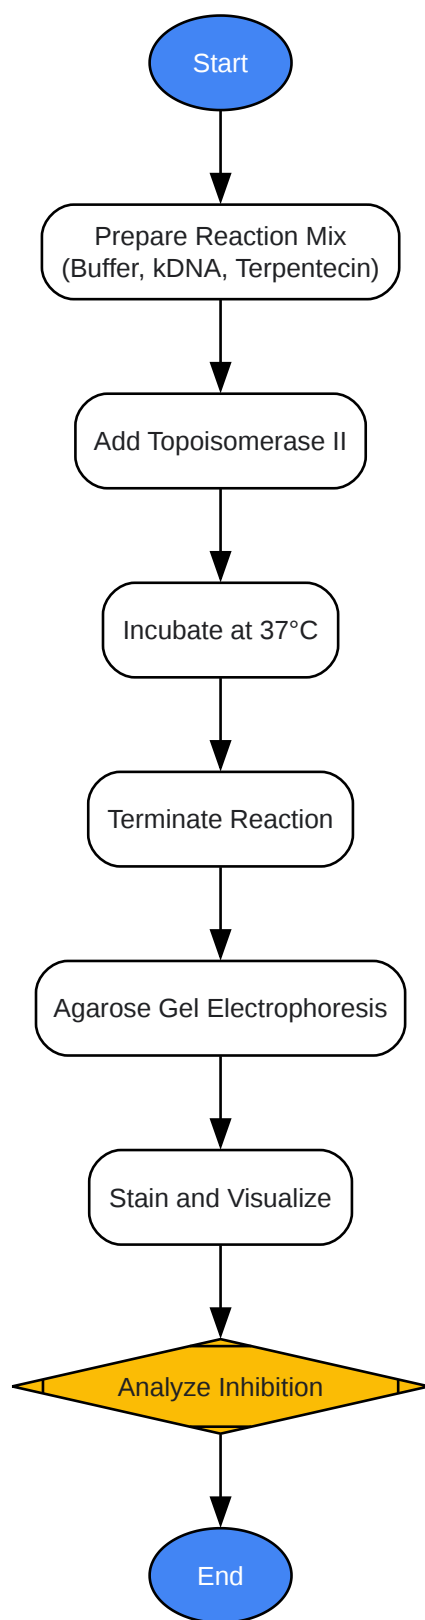 Start
Prepare Reaction Mix
(Buffer, kDNA, Terpentecin)
Add Topoisomerase II
Incubate at 37°C
Terminate Reaction
Agarose Gel Electrophoresis
Stain and Visualize
Analyze Inhibition
End